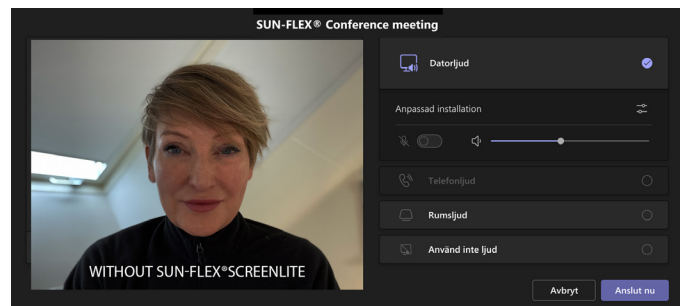 SUN-FLEX® Conference meeting
Datorljud
Anpassad installation
Telefonljud
Rumsljud
Använd inte ljud
WITHOUT SUN-FLEX®SCREENLITE
Avbryt
Anslut nu